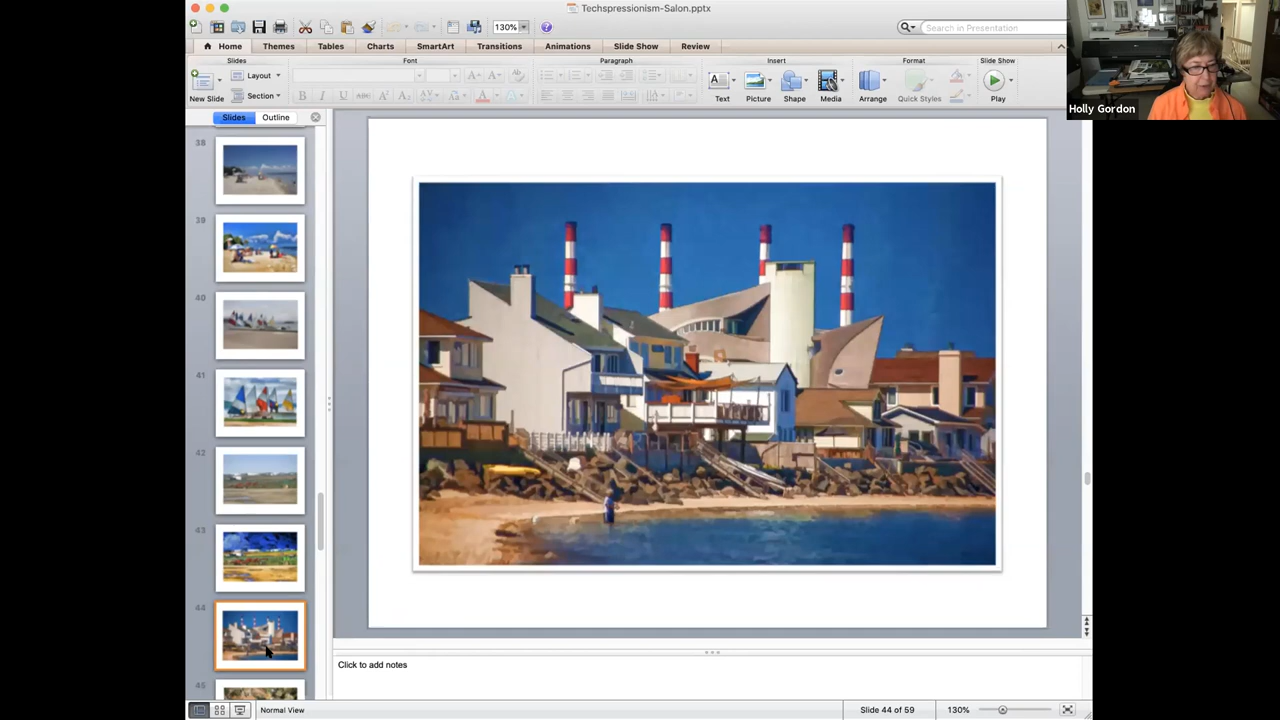 Techspressionism-Salon.pptx
130%
Search in Presentation
Home
Themes
Tables
Charts
SmartArt
Transitions
Animations
Slide Show
Review
Slides
Font
Paragraph
Insert
Format
Slide Show
New Slide
Layout
Section
B I U
Text
Picture
Shape
Media
Arrange
Quick Styles
Play
Holly Gordon
Slides
Outline
38
39
40
41
42
43
44
45
Click to add notes
Normal View
Slide 44 of 59
130%